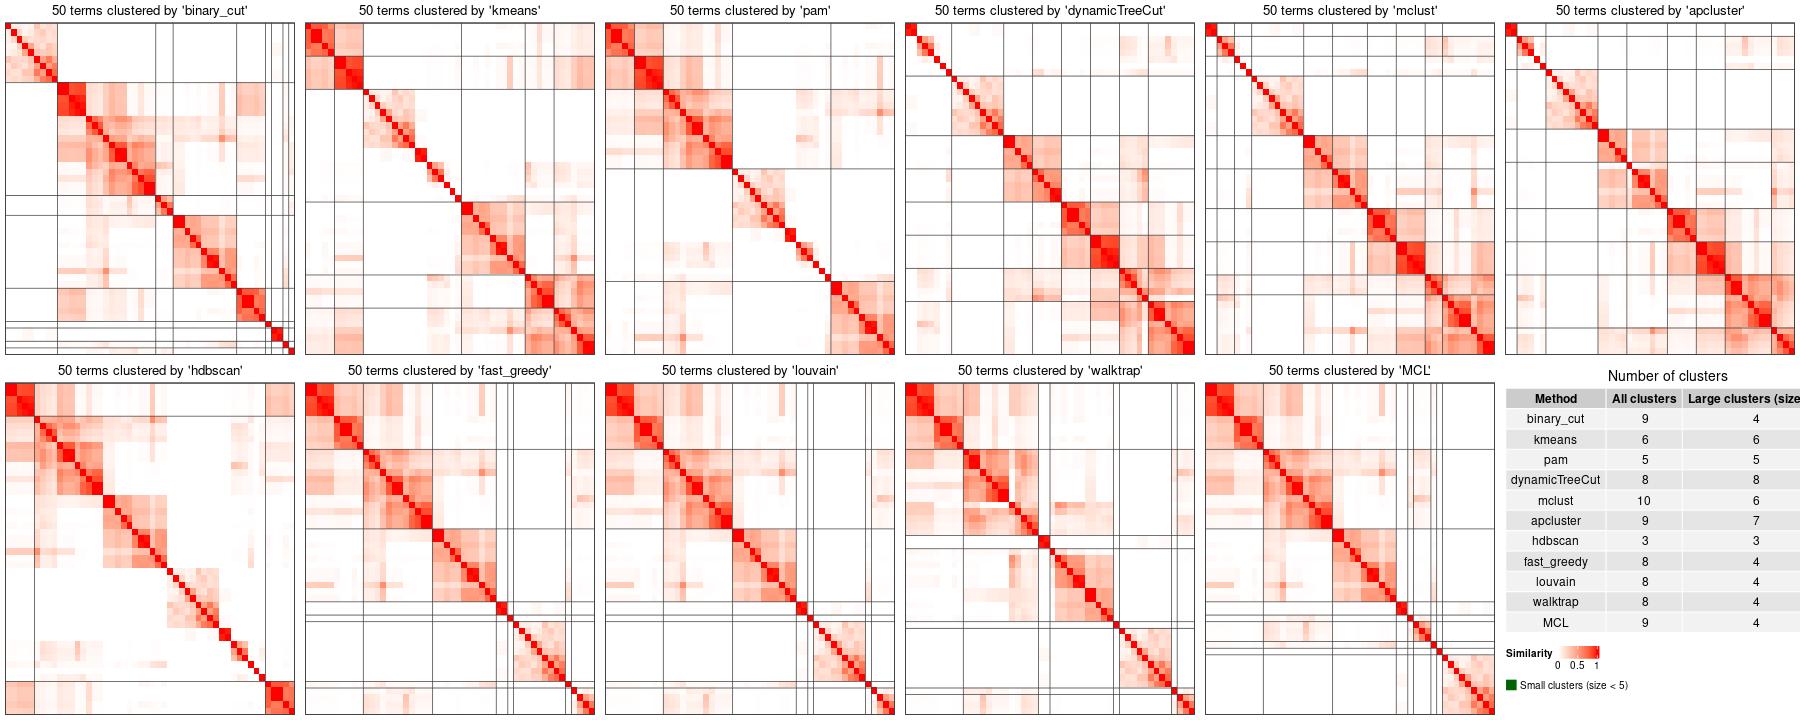 50 terms clustered by 'binary_cut'
50 terms clustered by 'kmeans'
50 terms clustered by 'pam'
50 terms clustered by 'dynamicTreeCut'
50 terms clustered by 'mclust'
50 terms clustered by 'apcluster'
50 terms clustered by 'hdbscan'
50 terms clustered by 'fast_greedy'
50 terms clustered by 'louvain'
50 terms clustered by 'walktrap'
50 terms clustered by 'MCL'
Number of clusters
Method All clusters Large clusters (size
binary_cut 9 4
kmeans 6 6
pam 5 5
dynamicTreeCut 8 8
mclust 10 6
apcluster 9 7
hdbscan 3 3
fast_greedy 8 4
louvain 8 4
walktrap 8 4
MCL 9 4
Similarity
0 0.5 1
Small clusters (size < 5)